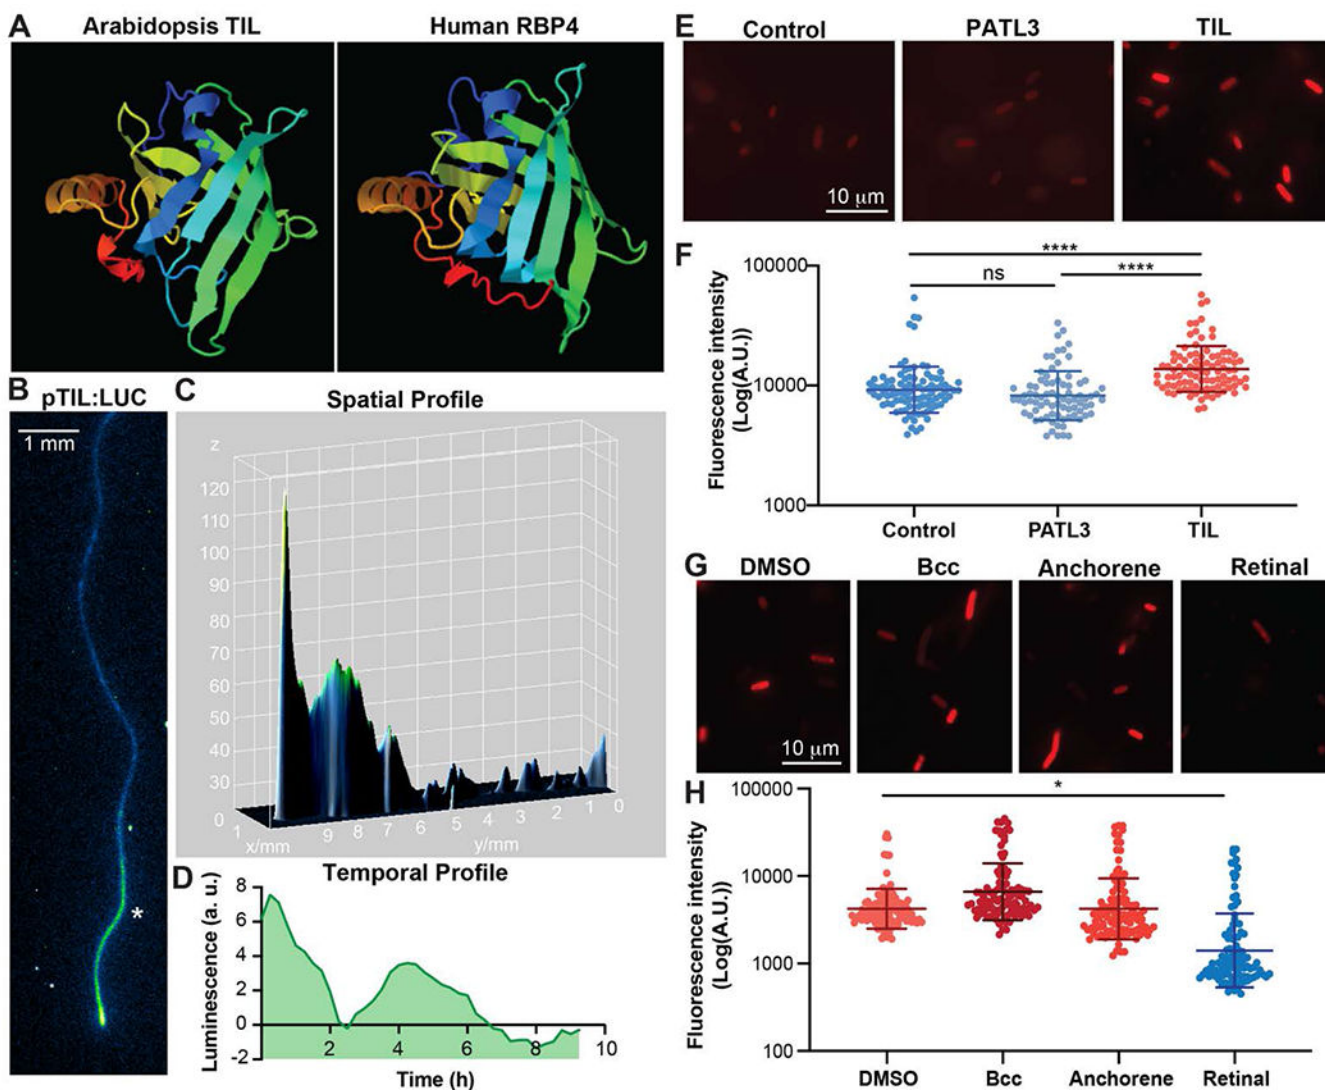 A
Arabidopsis TIL
Human RBP4
B
pTIL:LUC
1 mm
*
C
Spatial Profile
z
120
110
100
90
80
70
60
50
40
30
0
1
x/mm
9
8
7
6
5
4
3
2
1
0
y/mm
D
Temporal Profile
Luminescence (a. u.)
8
6
4
2
0
-2
2
4
6
8
10
Time (h)
E
Control
PATL3
TIL
10 μm
F
Fluorescence intensity
(Log(A.U.))
100000
10000
1000
****
ns
****
Control
PATL3
TIL
G
DMSO
Bcc
Anchorene
Retinal
10 μm
H
Fluorescence intensity
(Log(A.U.))
100000
10000
1000
100
*
DMSO
Bcc
Anchorene
Retinal